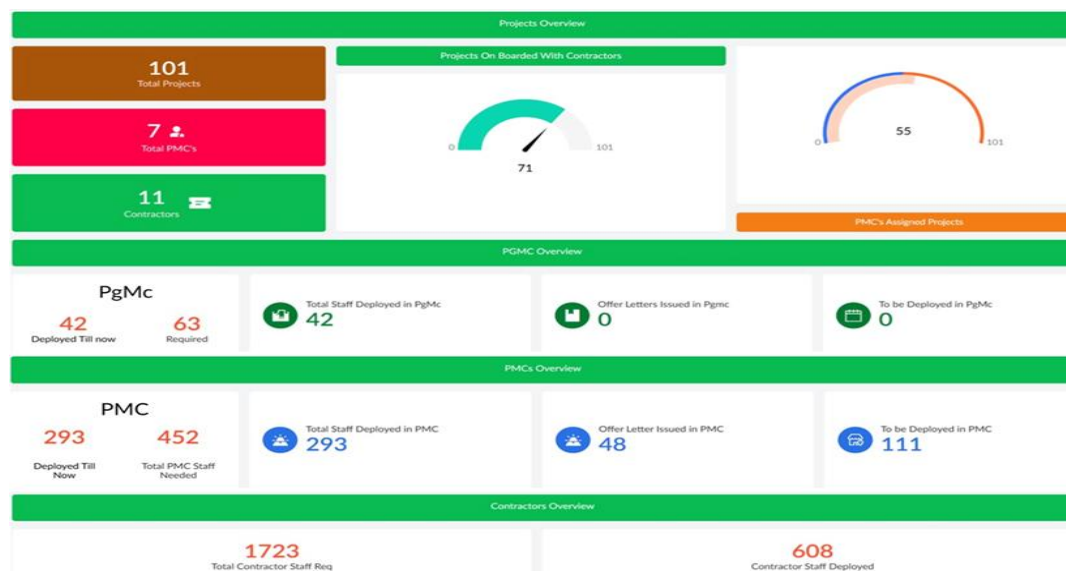 Projects Overview
101
Total Projects
7
Total PMC's
11
Contractors
Projects On Boarded With Contractors
0
101
71
0
101
55
PMC's Assigned Projects
PGMC Overview
PgMc
42
Deployed Till now
63
Required
Total Staff Deployed in PgMc
42
Offer Letters Issued in Pgmc
0
To be Deployed in PgMc
0
PMCs Overview
PMC
293
Deployed Till
Now
452
Total PMC Staff
Needed
Total Staff Deployed in PMC
293
Offer Letter Issued in PMC
48
To be Deployed in PMC
111
Contractors Overview
1723
Total Contractor Staff Req
608
Contractor Staff Deployed